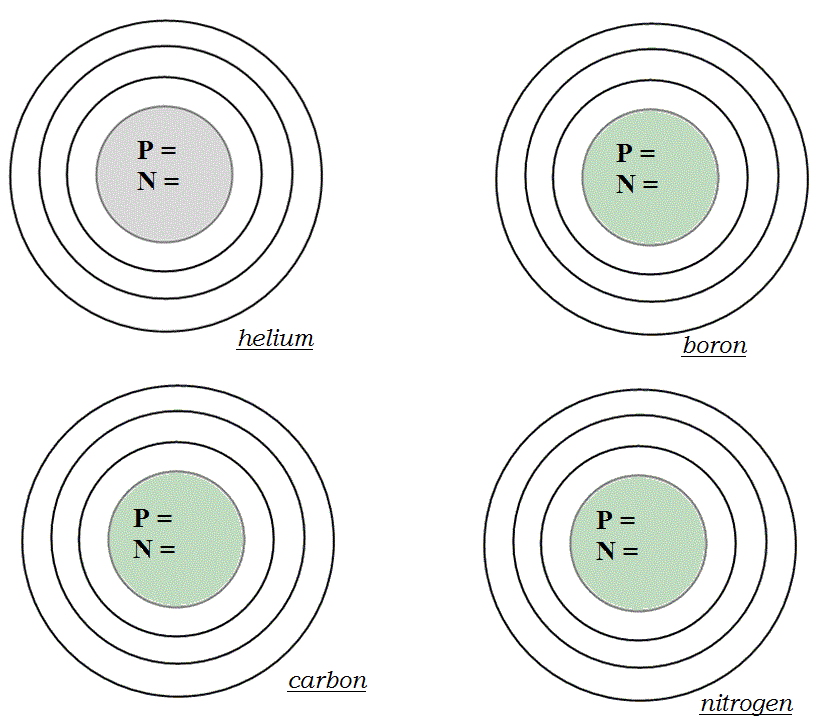 P =
N =
helium
P =
N =
boron
P =
N =
carbon
P =
N =
nitrogen